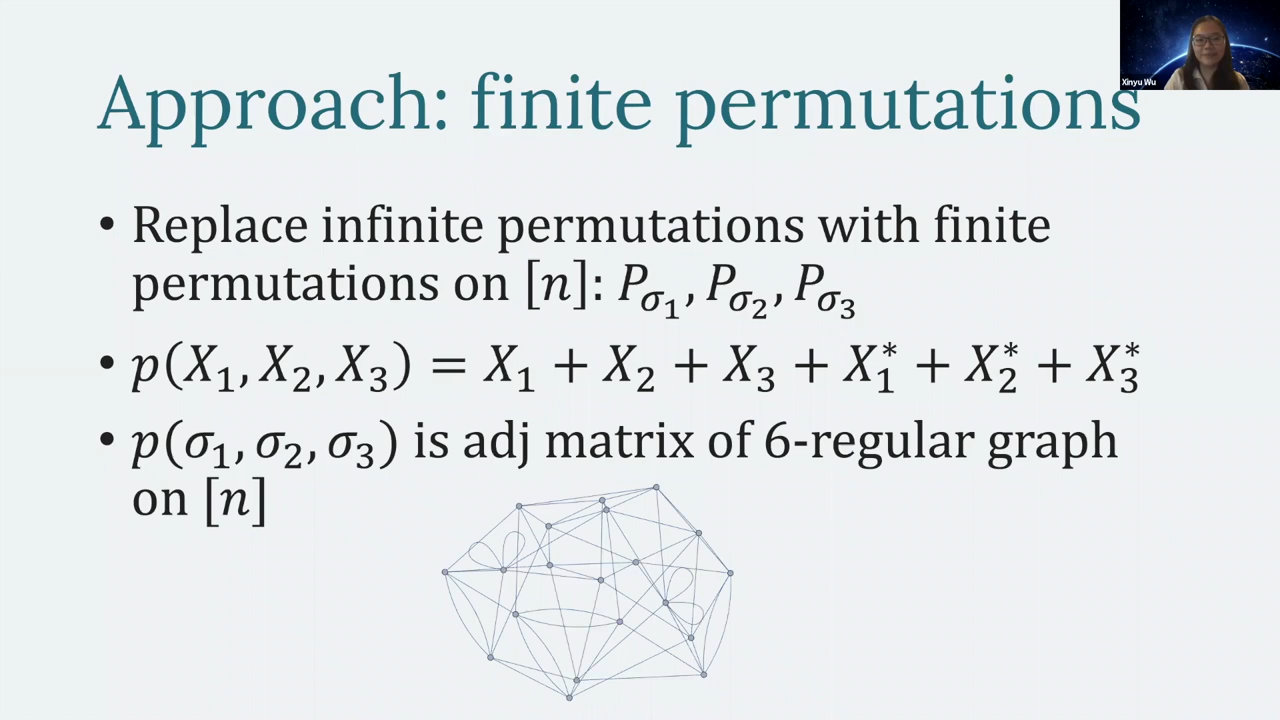 Xinyu Wu
Approach: finite permutations
• Replace infinite permutations with finite
permutations on [n]: P_{σ_1}, P_{σ_2}, P_{σ_3}
• p(X_1, X_2, X_3) = X_1 + X_2 + X_3 + X_1^* + X_2^* + X_3^*
• p(σ_1, σ_2, σ_3) is adj matrix of 6-regular graph
on [n]